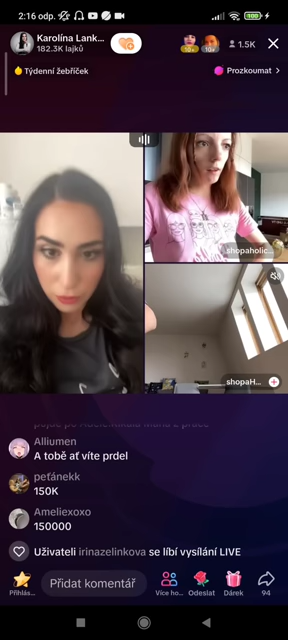 2:16 odp.
100
Karolína Lank...
182.3K lajků
10+
10+
1.5K
Týdenní žebříček
Prozkoumat >
shopaholic...
shopaH...
Alliumen
A tobě ať víte prdel
peťánekk
150K
Ameliexoxo
150000
Uživateli irinazelinkova se líbí vysílání LIVE
Přidat komentář
Přihlás...
Více ho...
Odeslat
Dárek
94